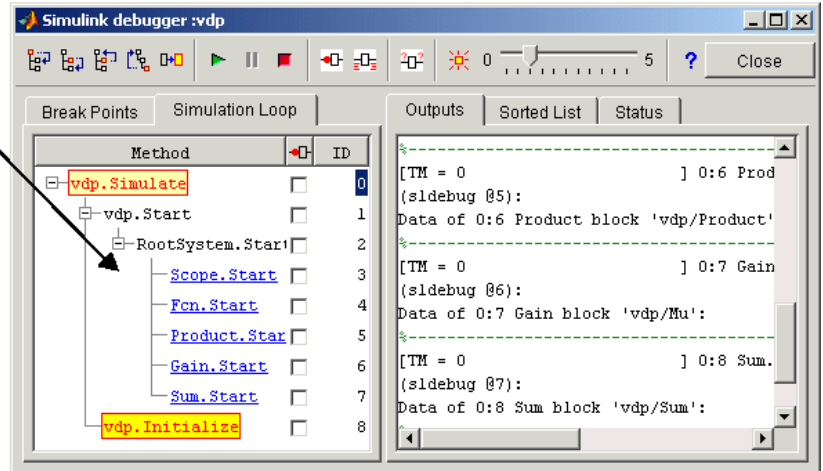 Simulink debugger :vdp
0 5 ? Close
Break Points Simulation Loop
Method ID
vdp.Simulate 0
vdp.Start 1
RootSystem.Star 2
Scope.Start 3
Fcn.Start 4
Product.Star 5
Gain.Start 6
Sum.Start 7
vdp.Initialize 8
Outputs Sorted List Status
%----------------------------------------
[TM = 0 ] 0:6 Prod
(sldebug @5):
Data of 0:6 Product block 'vdp/Product'
%----------------------------------------
[TM = 0 ] 0:7 Gain
(sldebug @6):
Data of 0:7 Gain block 'vdp/Mu':
%----------------------------------------
[TM = 0 ] 0:8 Sum.
(sldebug @7):
Data of 0:8 Sum block 'vdp/Sum':